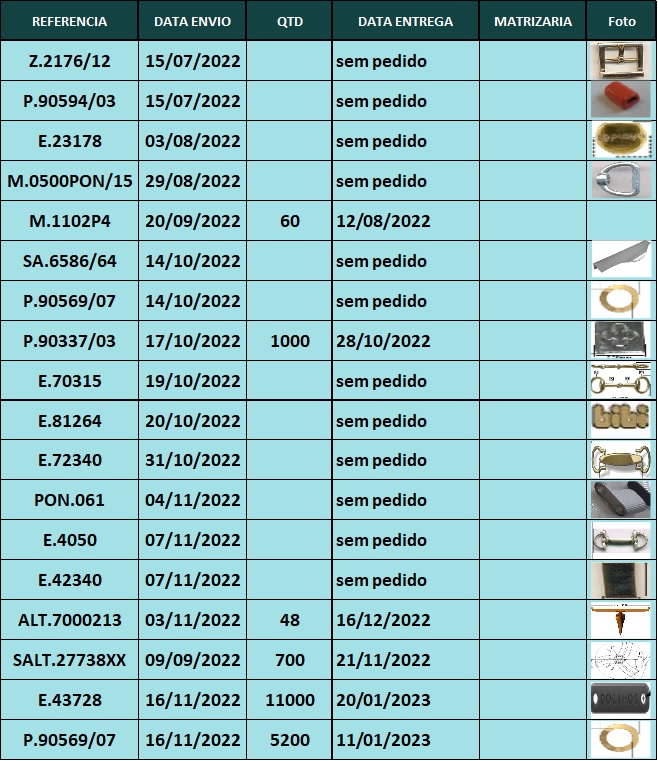 REFERENCIA DATA ENVIO QTD DATA ENTREGA MATRIZARIA Foto
Z.2176/12 15/07/2022 sem pedido
P.90594/03 15/07/2022 sem pedido
E.23178 03/08/2022 sem pedido
M.0500PON/15 29/08/2022 sem pedido
M.1102P4 20/09/2022 60 12/08/2022
SA.6586/64 14/10/2022 sem pedido
P.90569/07 14/10/2022 sem pedido
P.90337/03 17/10/2022 1000 28/10/2022
E.70315 19/10/2022 sem pedido
E.81264 20/10/2022 sem pedido bibi
E.72340 31/10/2022 sem pedido
PON.061 04/11/2022 sem pedido
E.4050 07/11/2022 sem pedido
E.42340 07/11/2022 sem pedido
ALT.7000213 03/11/2022 48 16/12/2022
SALT.27738XX 09/09/2022 700 21/11/2022
E.43728 16/11/2022 11000 20/01/2023
P.90569/07 16/11/2022 5200 11/01/2023